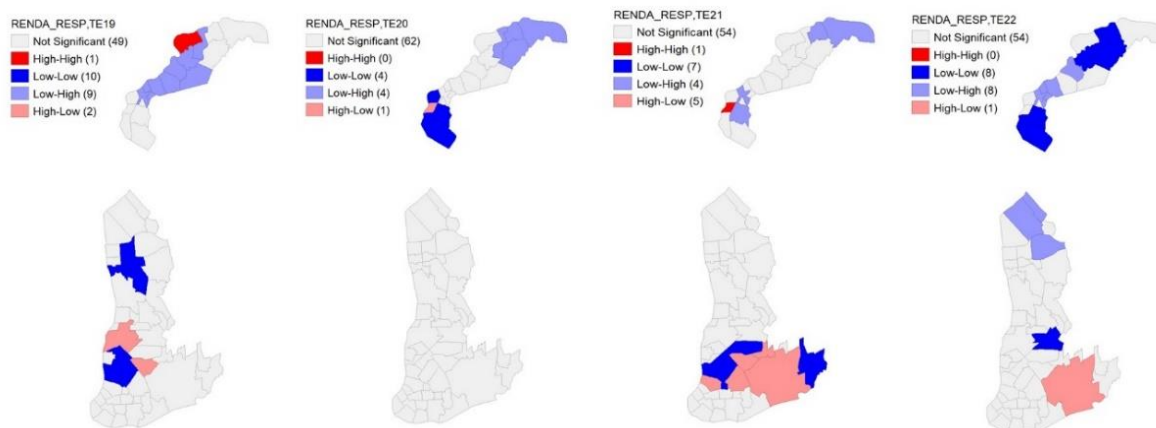 RENDA_RESP,TE19
Not Significant (49)
High-High (1)
Low-Low (10)
Low-High (9)
High-Low (2)
RENDA_RESP,TE20
Not Significant (62)
High-High (0)
Low-Low (4)
Low-High (4)
High-Low (1)
RENDA_RESP,TE21
Not Significant (54)
High-High (1)
Low-Low (7)
Low-High (4)
High-Low (5)
RENDA_RESP,TE22
Not Significant (54)
High-High (0)
Low-Low (8)
Low-High (8)
High-Low (1)